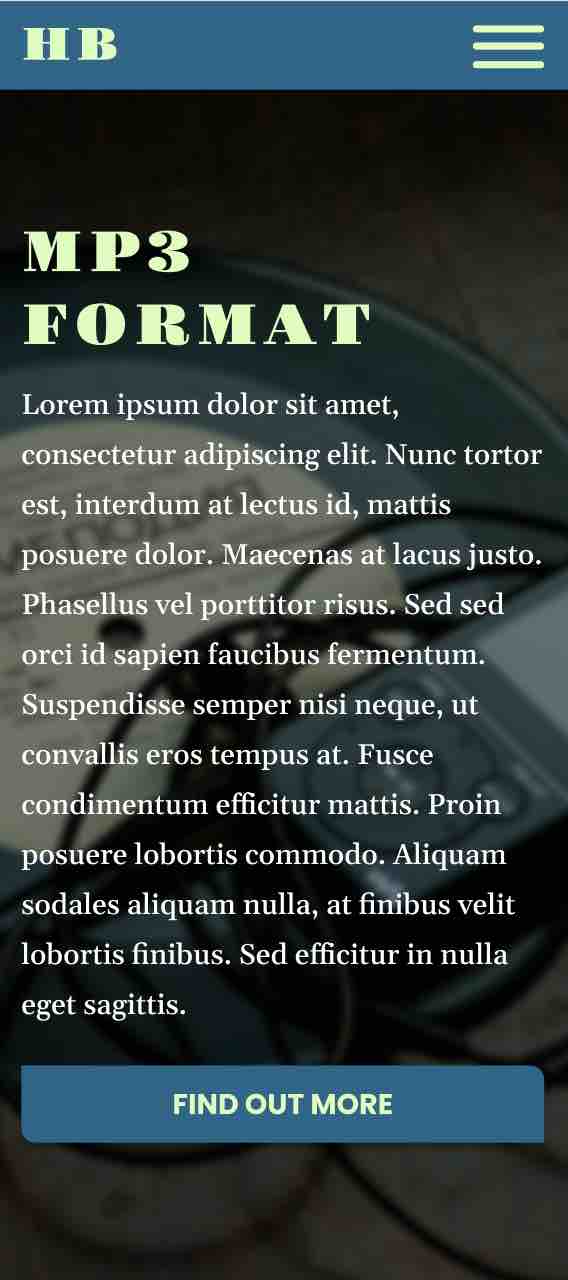 HB
MP3
FORMAT
Lorem ipsum dolor sit amet,
consectetur adipiscing elit. Nunc tortor
est, interdum at lectus id, mattis
posuere dolor. Maecenas at lacus justo.
Phasellus vel porttitor risus. Sed sed
orci id sapien faucibus fermentum.
Suspendisse semper nisi neque, ut
convallis eros tempus at. Fusce
condimentum efficitur mattis. Proin
posuere lobortis commodo. Aliquam
sodales aliquam nulla, at finibus velit
lobortis finibus. Sed efficitur in nulla
eget sagittis.
FIND OUT MORE